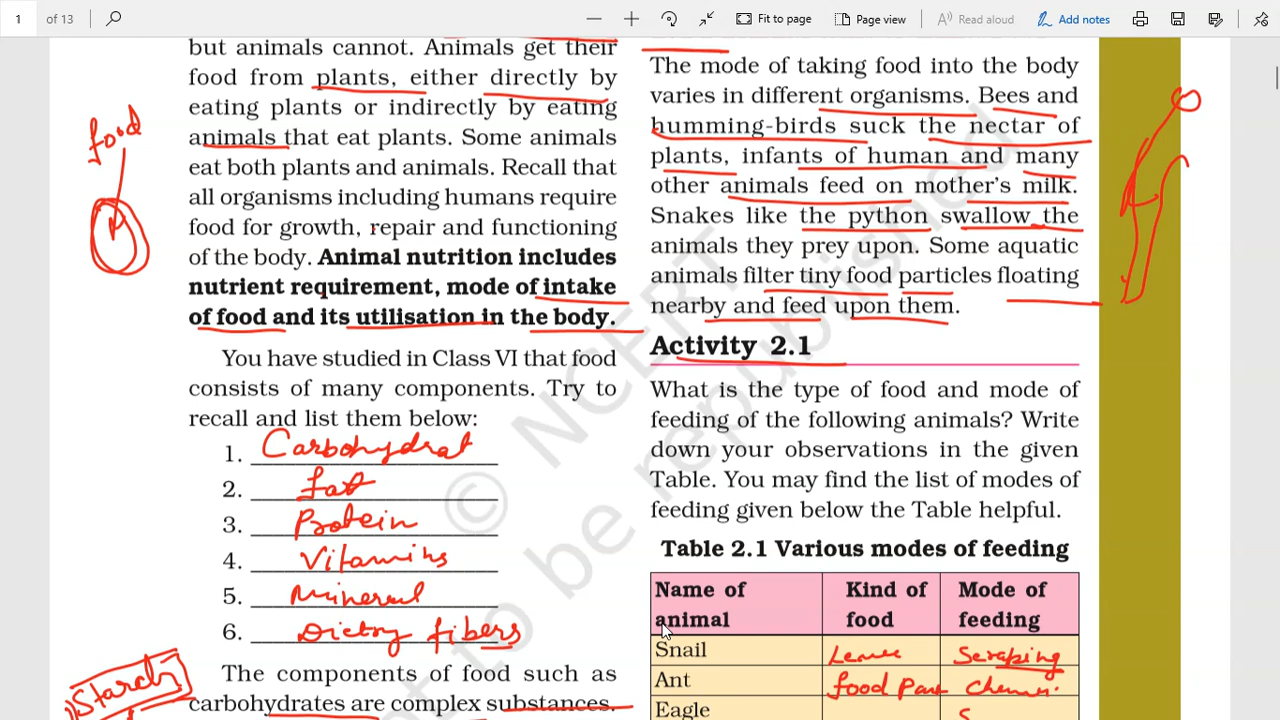 1 of 13 Fit to page Page view Read aloud Add notes
but animals cannot. Animals get their
food from plants, either directly by
eating plants or indirectly by eating
animals that eat plants. Some animals
eat both plants and animals. Recall that
all organisms including humans require
food for growth, repair and functioning
of the body. Animal nutrition includes
nutrient requirement, mode of intake
of food and its utilisation in the body.
food
You have studied in Class VI that food
consists of many components. Try to
recall and list them below:
1. Carbohydrat
2. fat
3. Protein
4. Vitamins
5. Mineral
6. Dietry fibers
Starch
The components of food such as
carbohydrates are complex substances.
The mode of taking food into the body
varies in different organisms. Bees and
humming-birds suck the nectar of
plants, infants of human and many
other animals feed on mother's milk.
Snakes like the python swallow the
animals they prey upon. Some aquatic
animals filter tiny food particles floating
nearby and feed upon them.
Activity 2.1
What is the type of food and mode of
feeding of the following animals? Write
down your observations in the given
Table. You may find the list of modes of
feeding given below the Table helpful.
Table 2.1 Various modes of feeding
Name of animal Kind of food Mode of feeding
Snail Scraping
Ant food
Eagle
© NCERT
not to be republished